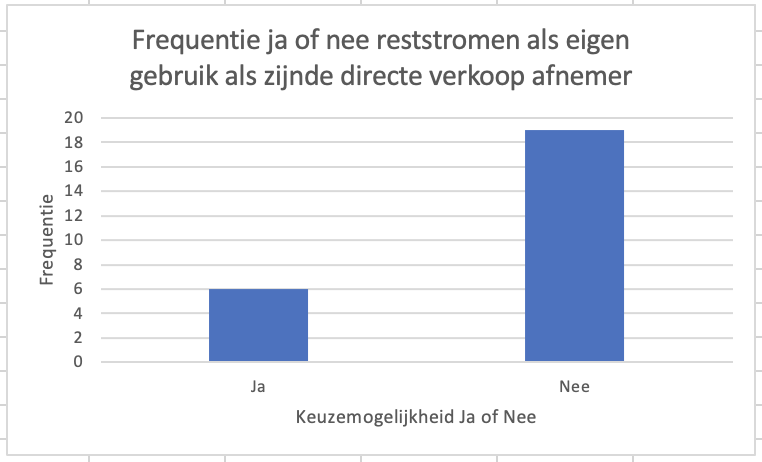 Frequentie ja of nee reststromen als eigen
gebruik als zijnde directe verkoop afnemer
20
18
16
14
12
10
8
6
4
2
0
Frequentie
Ja
Nee
Keuzemogelijkheid Ja of Nee